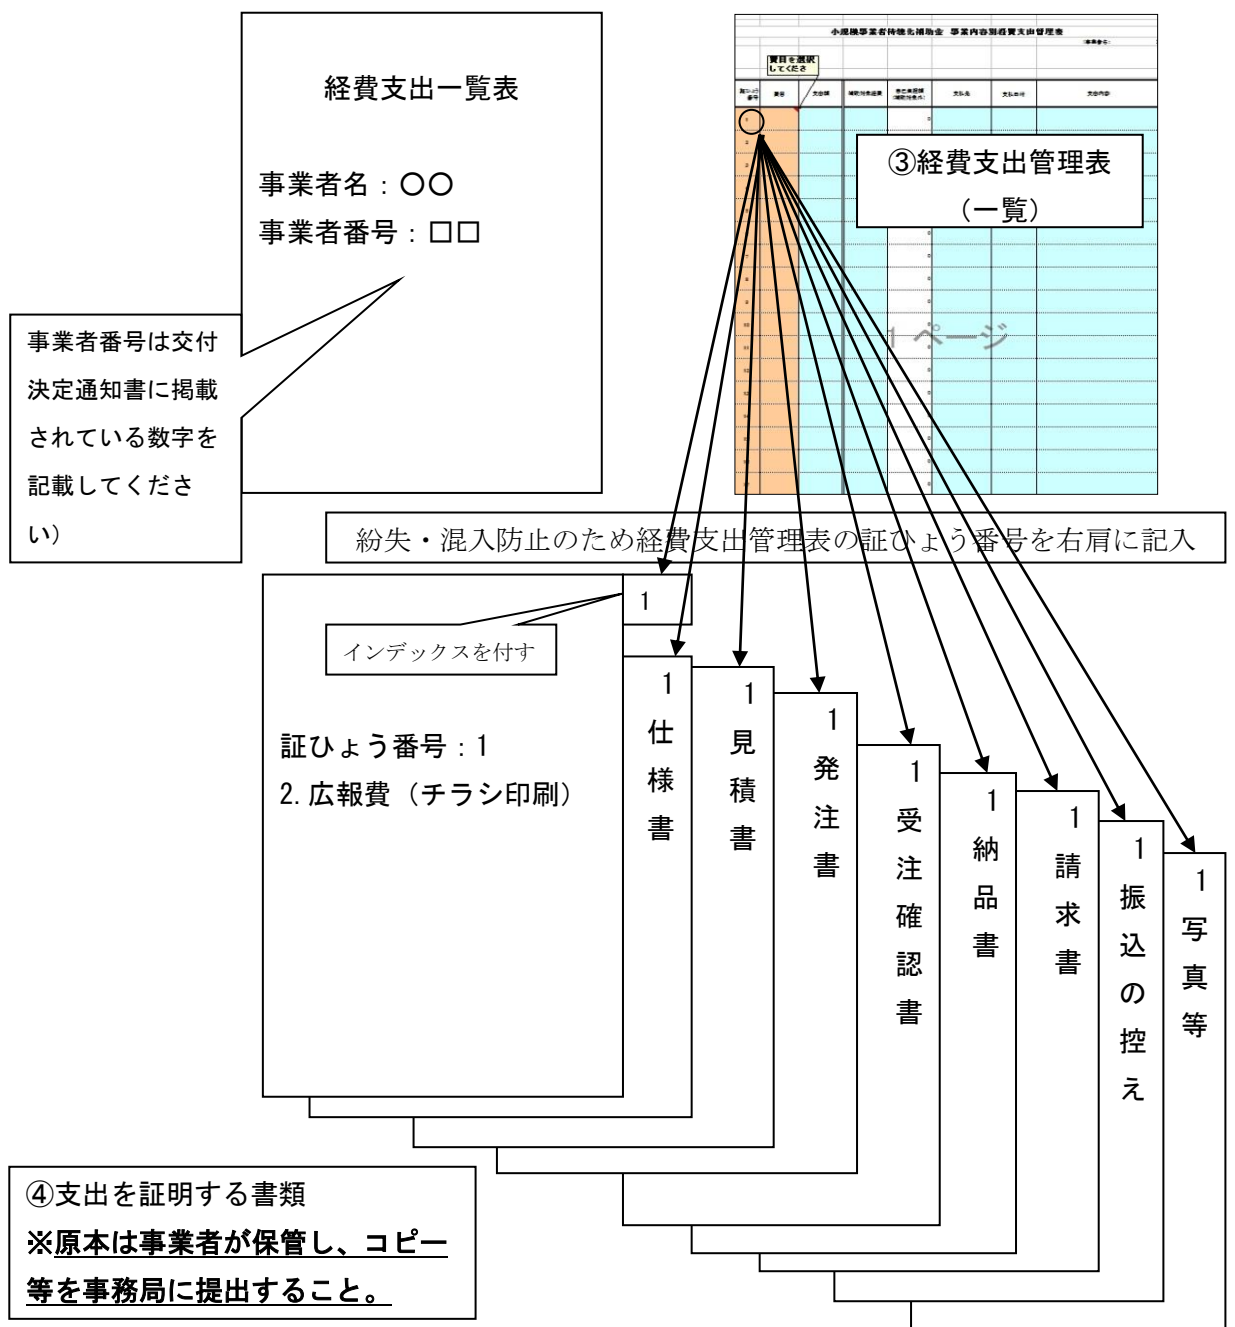 経費支出一覧表
事業者名：〇〇
事業者番号：□□
事業者番号は交付
決定通知書に掲載
されている数字を
記載してくださ
い）
小規模事業者持続化補助金 事業内容別経費支出管理表
費目を選択
してくださ
③経費支出管理表
（一覧）
1 ページ
紛失・混入防止のため経費支出管理表の証ひょう番号を右肩に記入
1
インデックスを付す
証ひょう番号：1
2.広報費（チラシ印刷）
1仕様書
1見積書
1発注書
1受注確認書
1納品書
1請求書
1振込の控え
1写真等
④支出を証明する書類
※原本は事業者が保管し、コピー
等を事務局に提出すること。